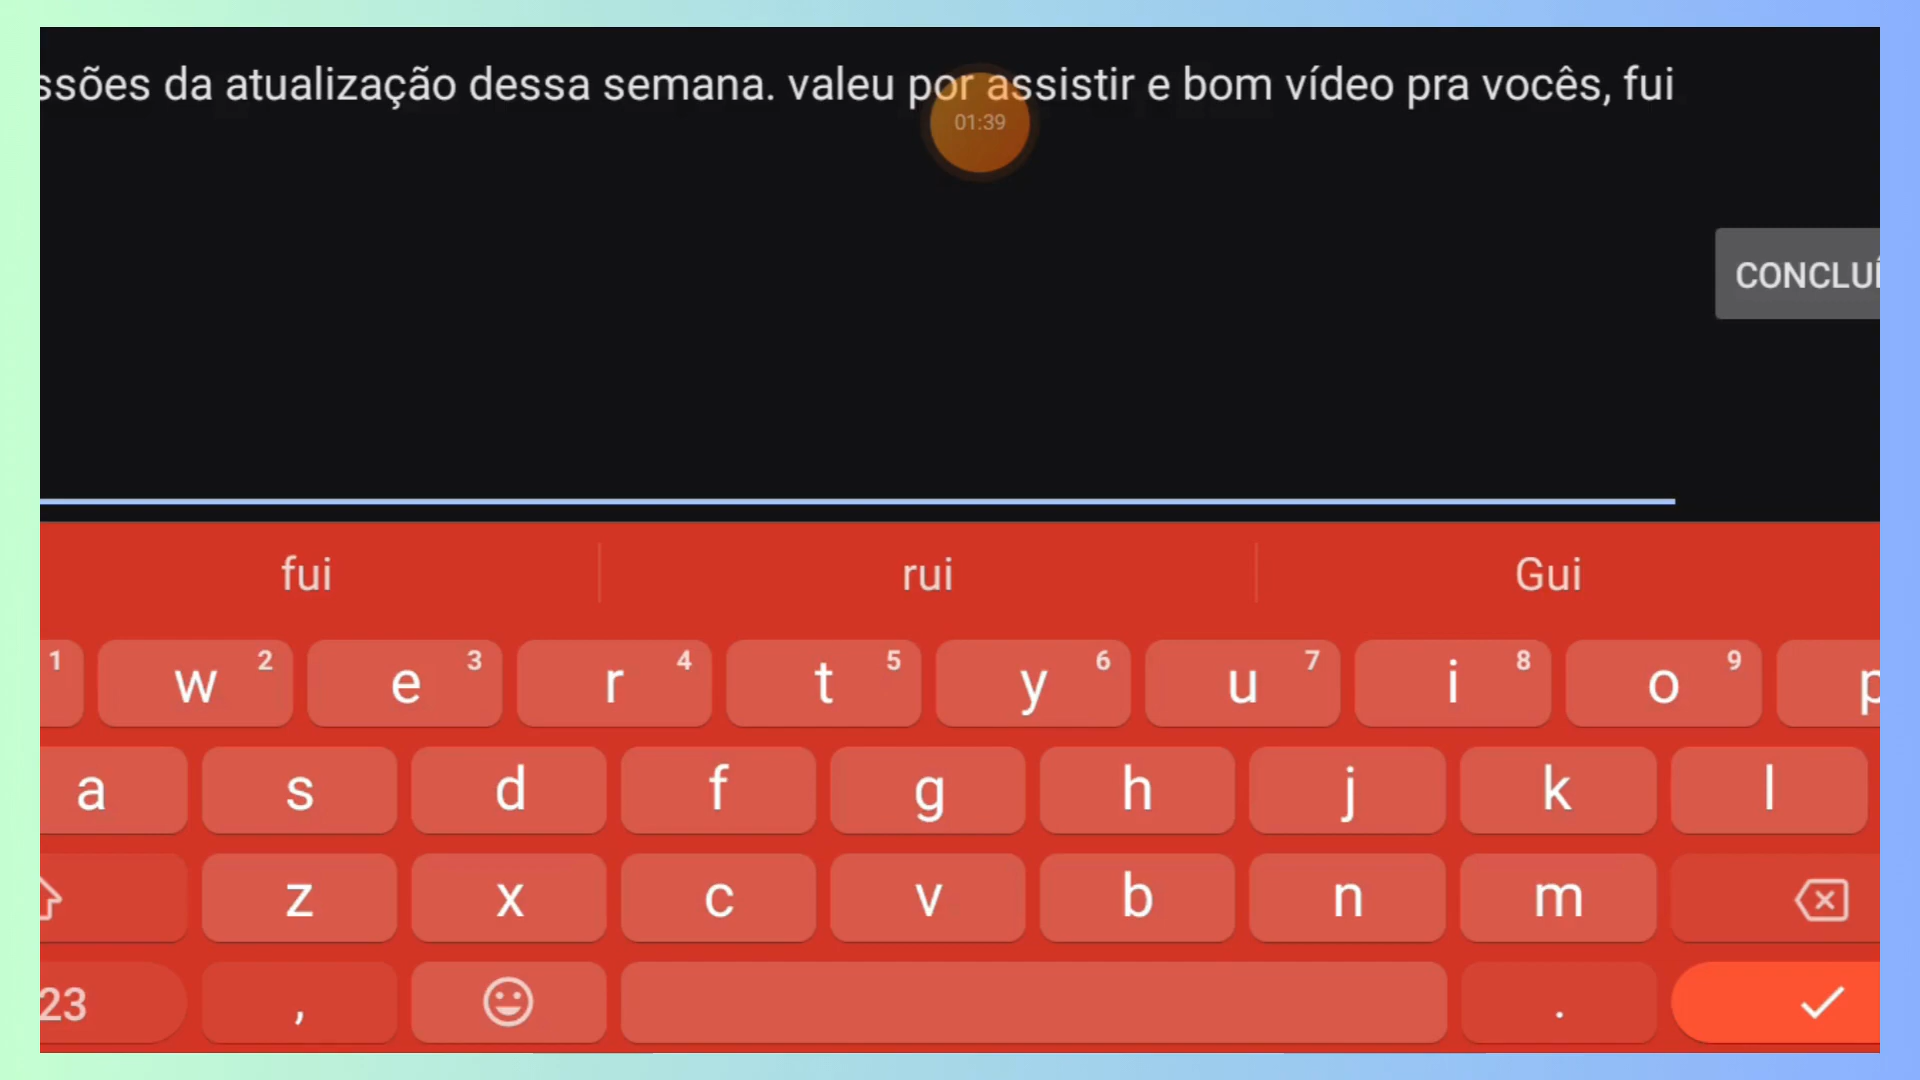 ssões da atualização dessa semana. valeu por assistir e bom vídeo pra vocês, fui
01:39
CONCLUÍ
fui rui Gui
1 w 2 e 3 r 4 t 5 y 6 u 7 i 8 o 9 p
a s d f g h j k l
z x c v b n m
23 , .